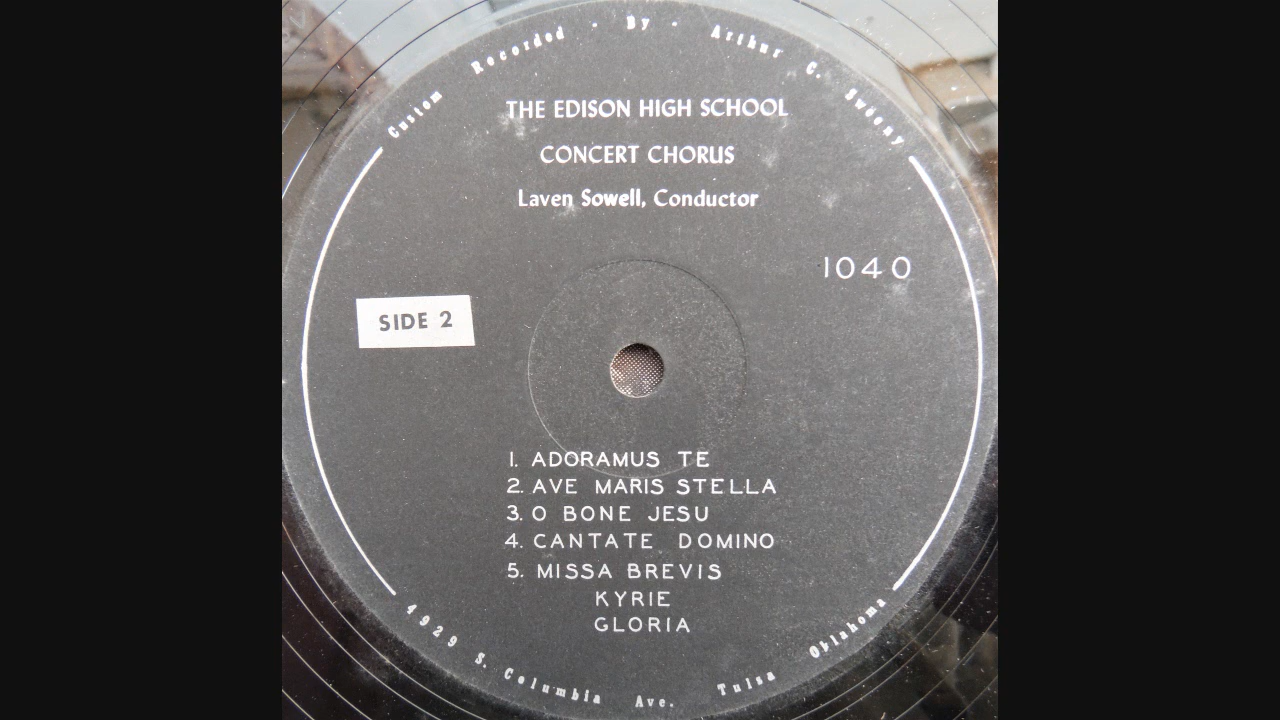 Custom Recorded · By · Arthur C. Sweeny
THE EDISON HIGH SCHOOL
CONCERT CHORUS
Laven Sowell, Conductor
1040
SIDE 2
1. ADORAMUS TE
2. AVE MARIS STELLA
3. O BONE JESU
4. CANTATE DOMINO
5. MISSA BREVIS
KYRIE
GLORIA
4929 S. Columbia Ave. Tulsa Oklahoma